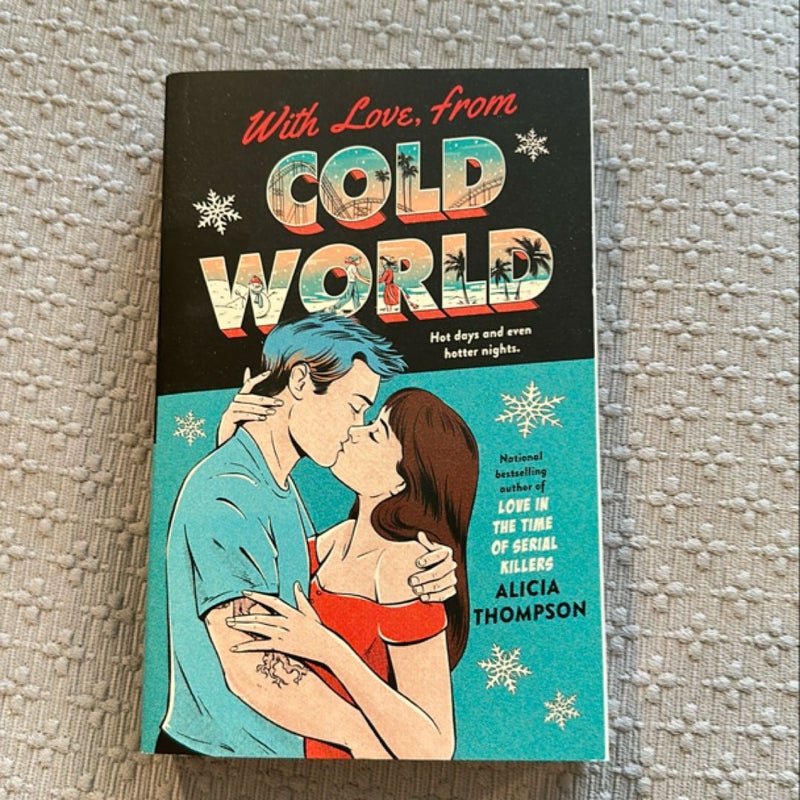 With Love, from
COLD
WORLD
Hot days and even
hotter nights.
National
bestselling
author of
LOVE IN
THE TIME
OF SERIAL
KILLERS
ALICIA
THOMPSON